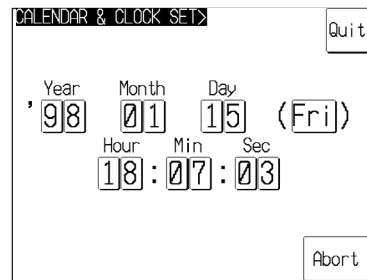 CALENDAR & CLOCK SET>
Quit
Year Month Day
'98 01 15 (Fri)
Hour Min Sec
18:07:03
Abort